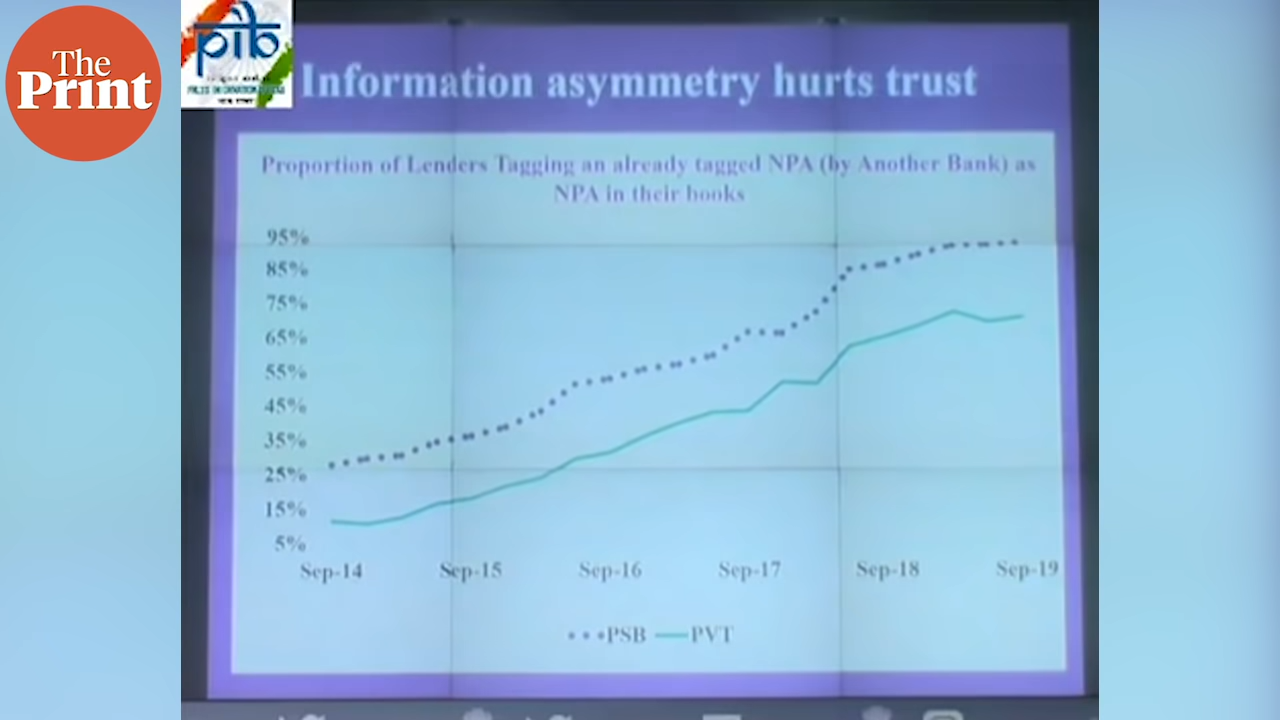 The
Print
pib
Information asymmetry hurts trust
Proportion of Lenders Tagging an already tagged NPA (by Another Bank) as
NPA in their books
95%
85%
75%
65%
55%
45%
35%
25%
15%
5%
Sep-14 Sep-15 Sep-16 Sep-17 Sep-18 Sep-19
PSB PVT